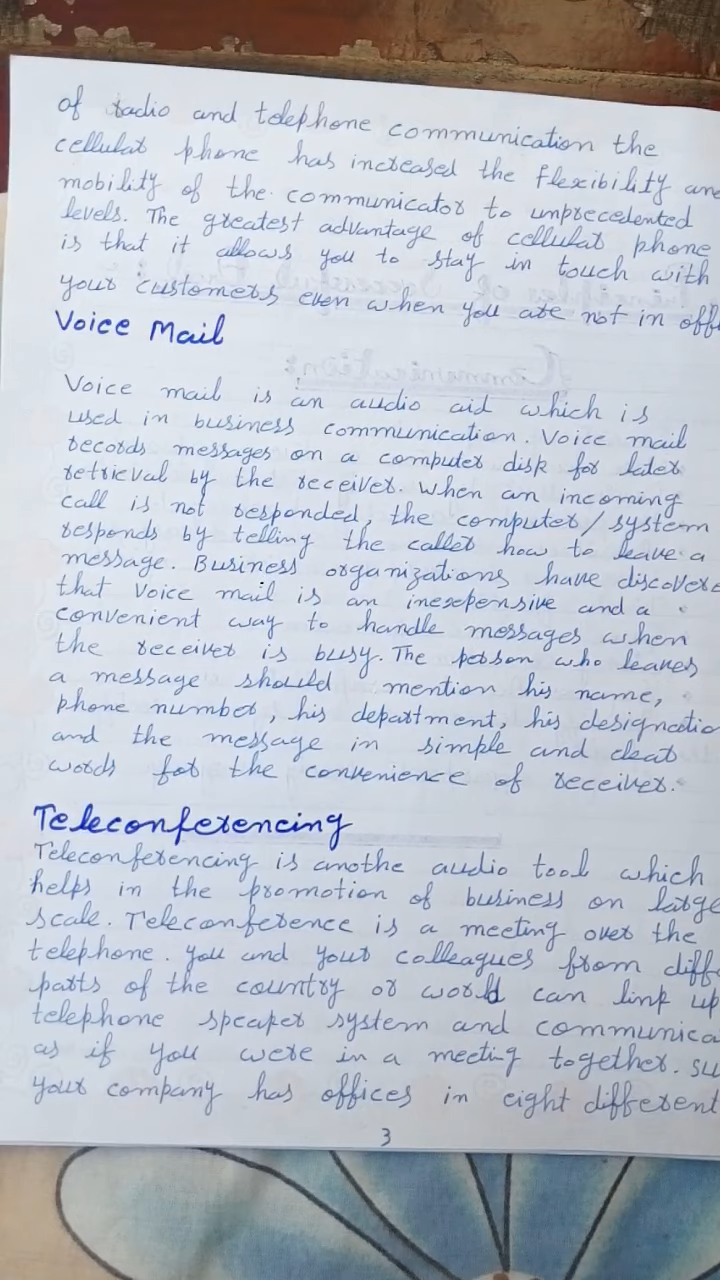 of radio and telephone communication the
cellular phone has increased the flexibility and
mobility of the communicator to unprecedented
levels. The greatest advantage of cellular phone
is that it allows you to stay in touch with
your customers even when you are not in off
Voice Mail
Voice mail is an audio aid which is
used in business communication. Voice mail
records messages on a computer disk for later
retrieval by the receiver. When an incoming
call is not responded, the computer/system
responds by telling the caller how to leave a
message. Business organizations have discovere
that Voice mail is an inexepensive and a
convenient way to handle messages when
the receiver is busy. The person who leaves
a message should mention his name,
phone number, his department, his designatio
and the message in simple and clear
words for the convenience of receiver.
Teleconferencing
Teleconferencing is anothe audio tool which
helps in the promotion of business on large
scale. Teleconference is a meeting over the
telephone. you and your colleagues from diff
parts of the country or world can link up
telephone speaper system and communica
as if you were in a meeting together. su
your company has offices in eight different
3